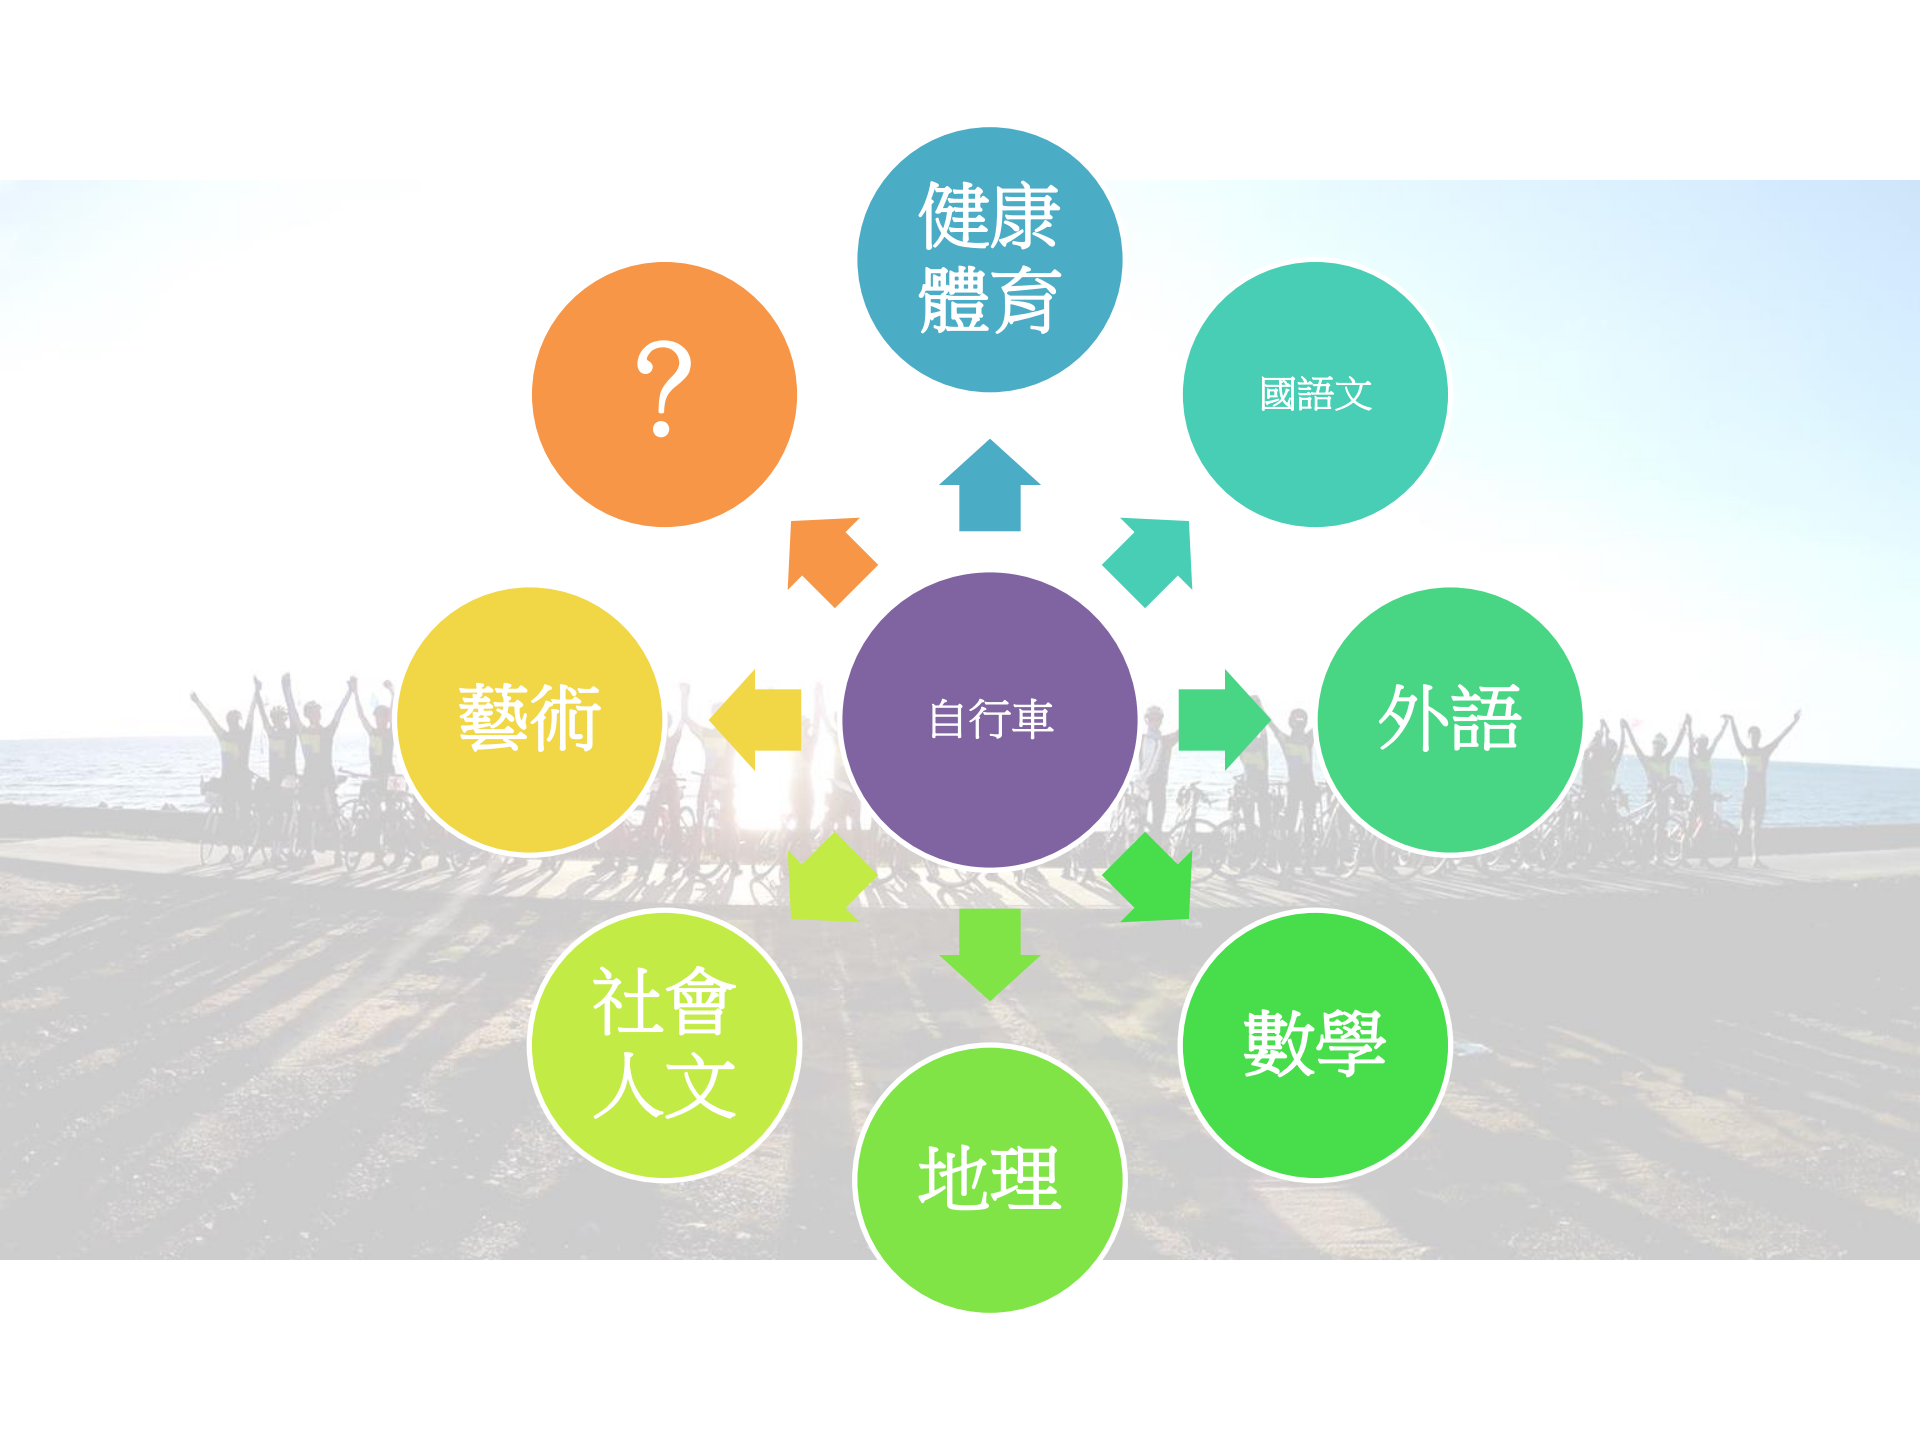 健康
體育
？
國語文
藝術
自行車
外語
社會
人文
數學
地理